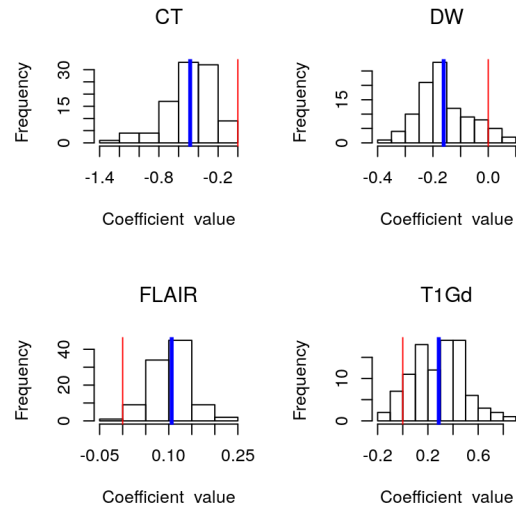 CT
Frequency
0 15 30
-1.4 -0.8 -0.2
Coefficient value
DW
Frequency
0 15
-0.4 -0.2 0.0
Coefficient value
FLAIR
Frequency
0 20 40
-0.05 0.10 0.25
Coefficient value
T1Gd
Frequency
0 10
-0.2 0.2 0.6
Coefficient value